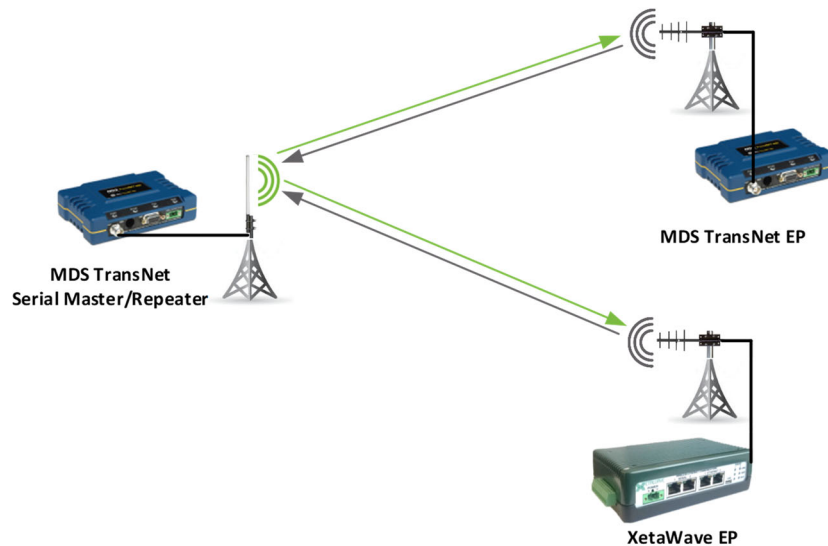 MDS TransNet
Serial Master/Repeater
MDS TransNet EP
XetaWave EP